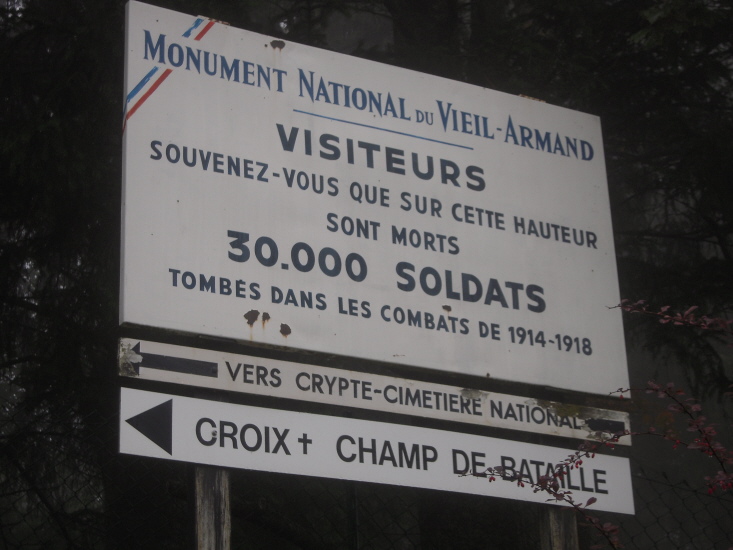 MONUMENT NATIONAL DU VIEIL-ARMAND
VISITEURS
SOUVENEZ-VOUS QUE SUR CETTE HAUTEUR
SONT MORTS
30.000 SOLDATS
TOMBES DANS LES COMBATS DE 1914-1918
VERS CRYPTE-CIMETIERE NATIONAL
CROIX † CHAMP DE BATAILLE